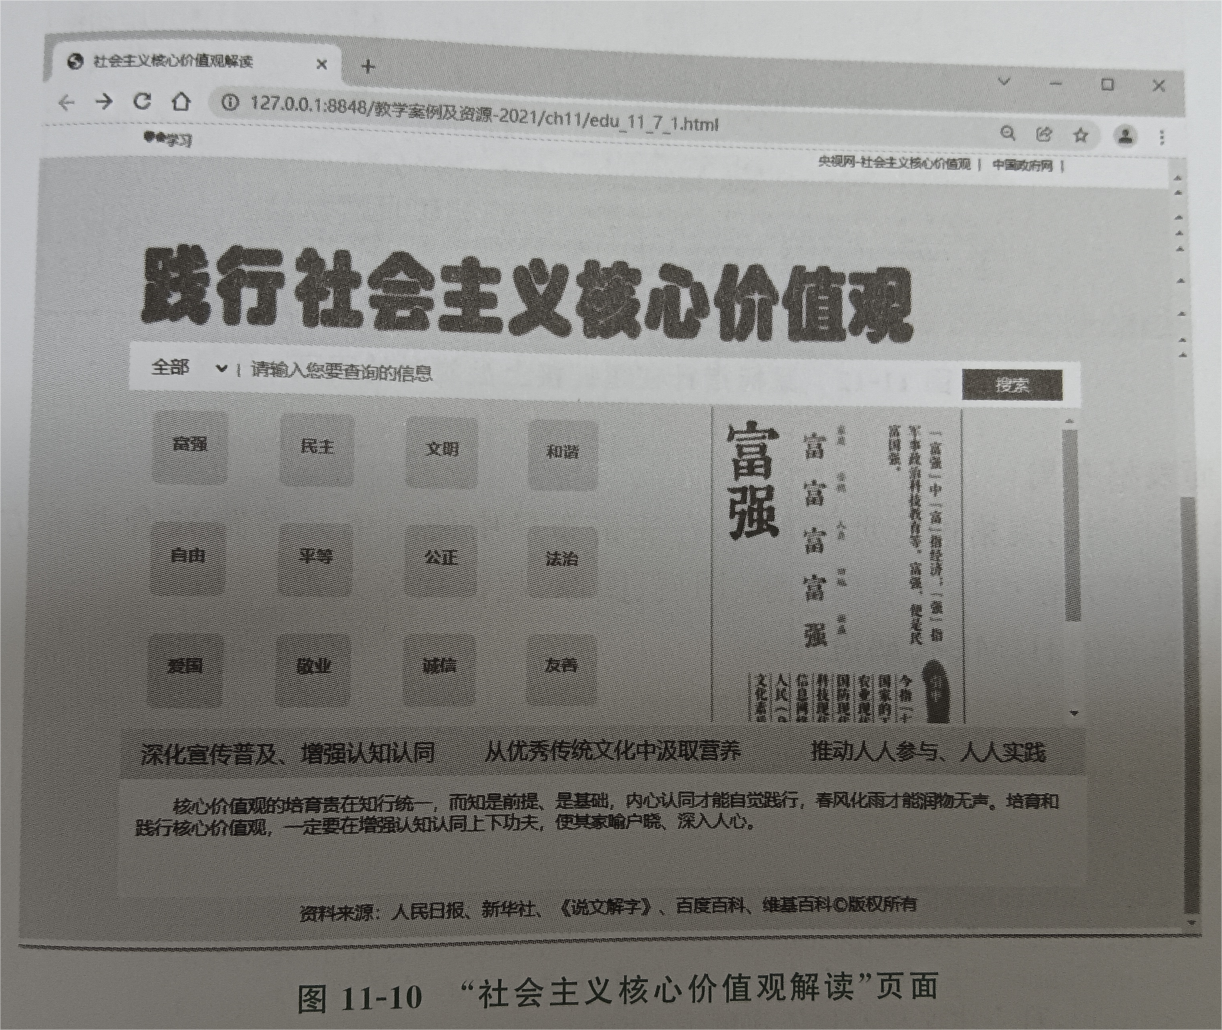 社会主义核心价值观解读
127.0.0.1:8848/教学案例及资源-2021/ch11/edu_11_7_1.html
学习
央视网-社会主义核心价值观 | 中国政府网 |
践行社会主义核心价值观
全部 | 请输入您要查询的信息 搜索
富强 民主 文明 和谐
自由 平等 公正 法治
爱国 敬业 诚信 友善
富强
富
富
富
富
强
「富强」中「富」指经济；「强」指
军事政治科技教育等。富强，便是民
富国强。
引申
今指「十
国家的工
农业现代
国防现代
科技现代
信息网络
人民（身
文化素质
深化宣传普及、增强认知认同 从优秀传统文化中汲取营养 推动人人参与、人人实践
核心价值观的培育贵在知行统一，而知是前提、是基础，内心认同才能自觉践行，春风化雨才能润物无声。培育和
践行核心价值观，一定要在增强认知认同上下功夫，使其家喻户晓、深入人心。
资料来源：人民日报、新华社、《说文解字》、百度百科、维基百科©版权所有
图 11-10 “社会主义核心价值观解读”页面